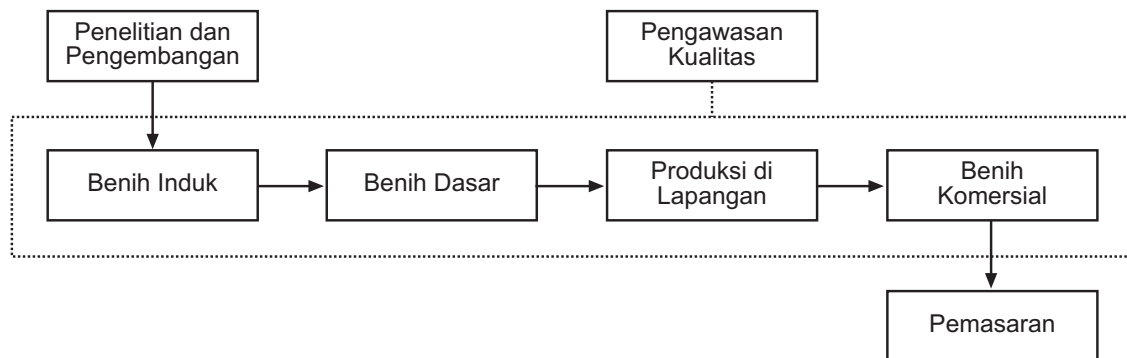 Penelitian dan
Pengembangan
Pengawasan
Kualitas
Benih Induk
Benih Dasar
Produksi di
Lapangan
Benih
Komersial
Pemasaran